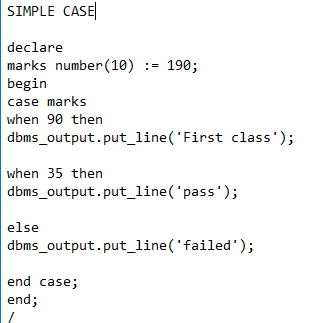 SIMPLE CASE
declare
marks number(10) := 190;
begin
case marks
when 90 then
dbms_output.put_line('First class');
when 35 then
dbms_output.put_line('pass');
else
dbms_output.put_line('failed');
end case;
end;
/